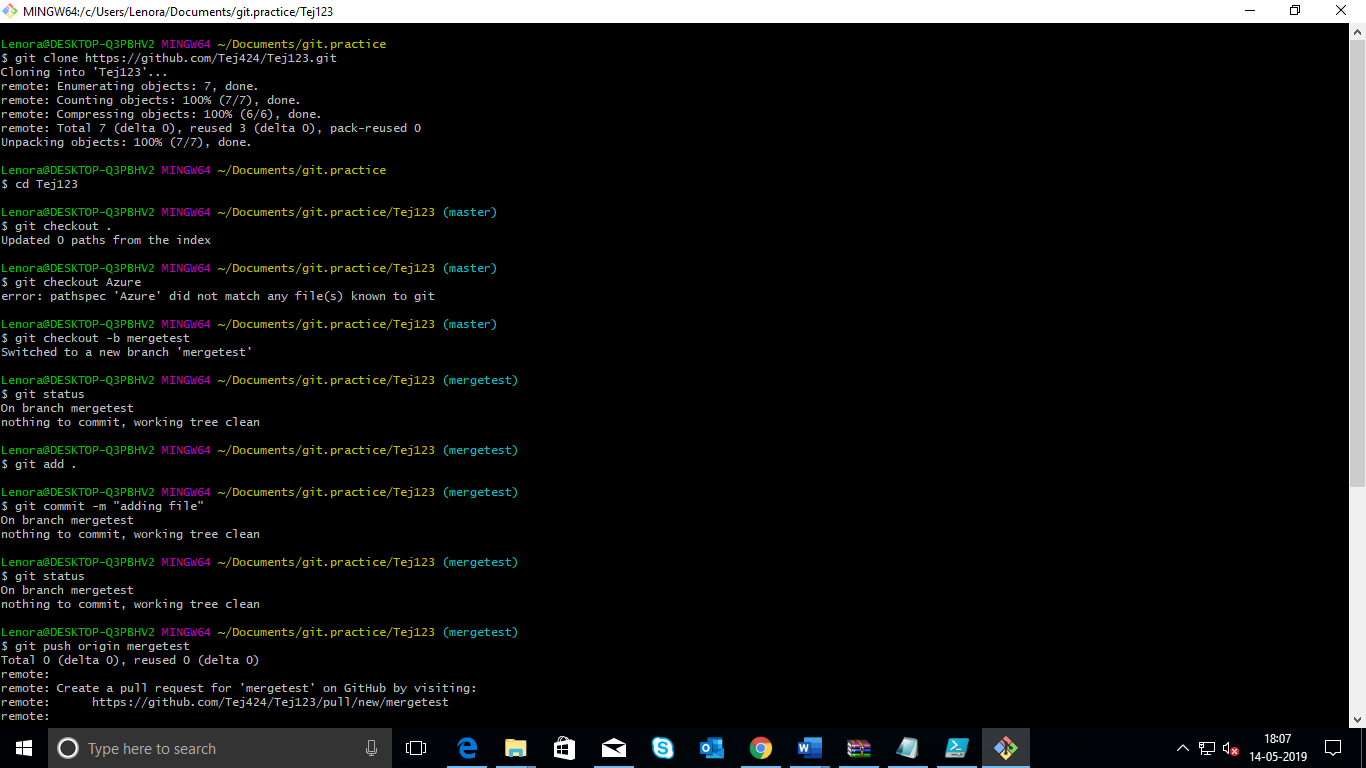 MINGW64:/c/Users/Lenora/Documents/git.practice/Tej123
Lenora@DESKTOP-Q3PBHV2 MINGW64 ~/Documents/git.practice
$ git clone https://github.com/Tej424/Tej123.git
Cloning into 'Tej123'...
remote: Enumerating objects: 7, done.
remote: Counting objects: 100% (7/7), done.
remote: Compressing objects: 100% (6/6), done.
remote: Total 7 (delta 0), reused 3 (delta 0), pack-reused 0
Unpacking objects: 100% (7/7), done.
Lenora@DESKTOP-Q3PBHV2 MINGW64 ~/Documents/git.practice
$ cd Tej123
Lenora@DESKTOP-Q3PBHV2 MINGW64 ~/Documents/git.practice/Tej123 (master)
$ git checkout .
Updated 0 paths from the index
Lenora@DESKTOP-Q3PBHV2 MINGW64 ~/Documents/git.practice/Tej123 (master)
$ git checkout Azure
error: pathspec 'Azure' did not match any file(s) known to git
Lenora@DESKTOP-Q3PBHV2 MINGW64 ~/Documents/git.practice/Tej123 (master)
$ git checkout -b mergetest
Switched to a new branch 'mergetest'
Lenora@DESKTOP-Q3PBHV2 MINGW64 ~/Documents/git.practice/Tej123 (mergetest)
$ git status
On branch mergetest
nothing to commit, working tree clean
Lenora@DESKTOP-Q3PBHV2 MINGW64 ~/Documents/git.practice/Tej123 (mergetest)
$ git add .
Lenora@DESKTOP-Q3PBHV2 MINGW64 ~/Documents/git.practice/Tej123 (mergetest)
$ git commit -m "adding file"
On branch mergetest
nothing to commit, working tree clean
Lenora@DESKTOP-Q3PBHV2 MINGW64 ~/Documents/git.practice/Tej123 (mergetest)
$ git status
On branch mergetest
nothing to commit, working tree clean
Lenora@DESKTOP-Q3PBHV2 MINGW64 ~/Documents/git.practice/Tej123 (mergetest)
$ git push origin mergetest
Total 0 (delta 0), reused 0 (delta 0)
remote:
remote: Create a pull request for 'mergetest' on GitHub by visiting:
remote:      https://github.com/Tej424/Tej123/pull/new/mergetest
remote:
Type here to search
18:07
14-05-2019